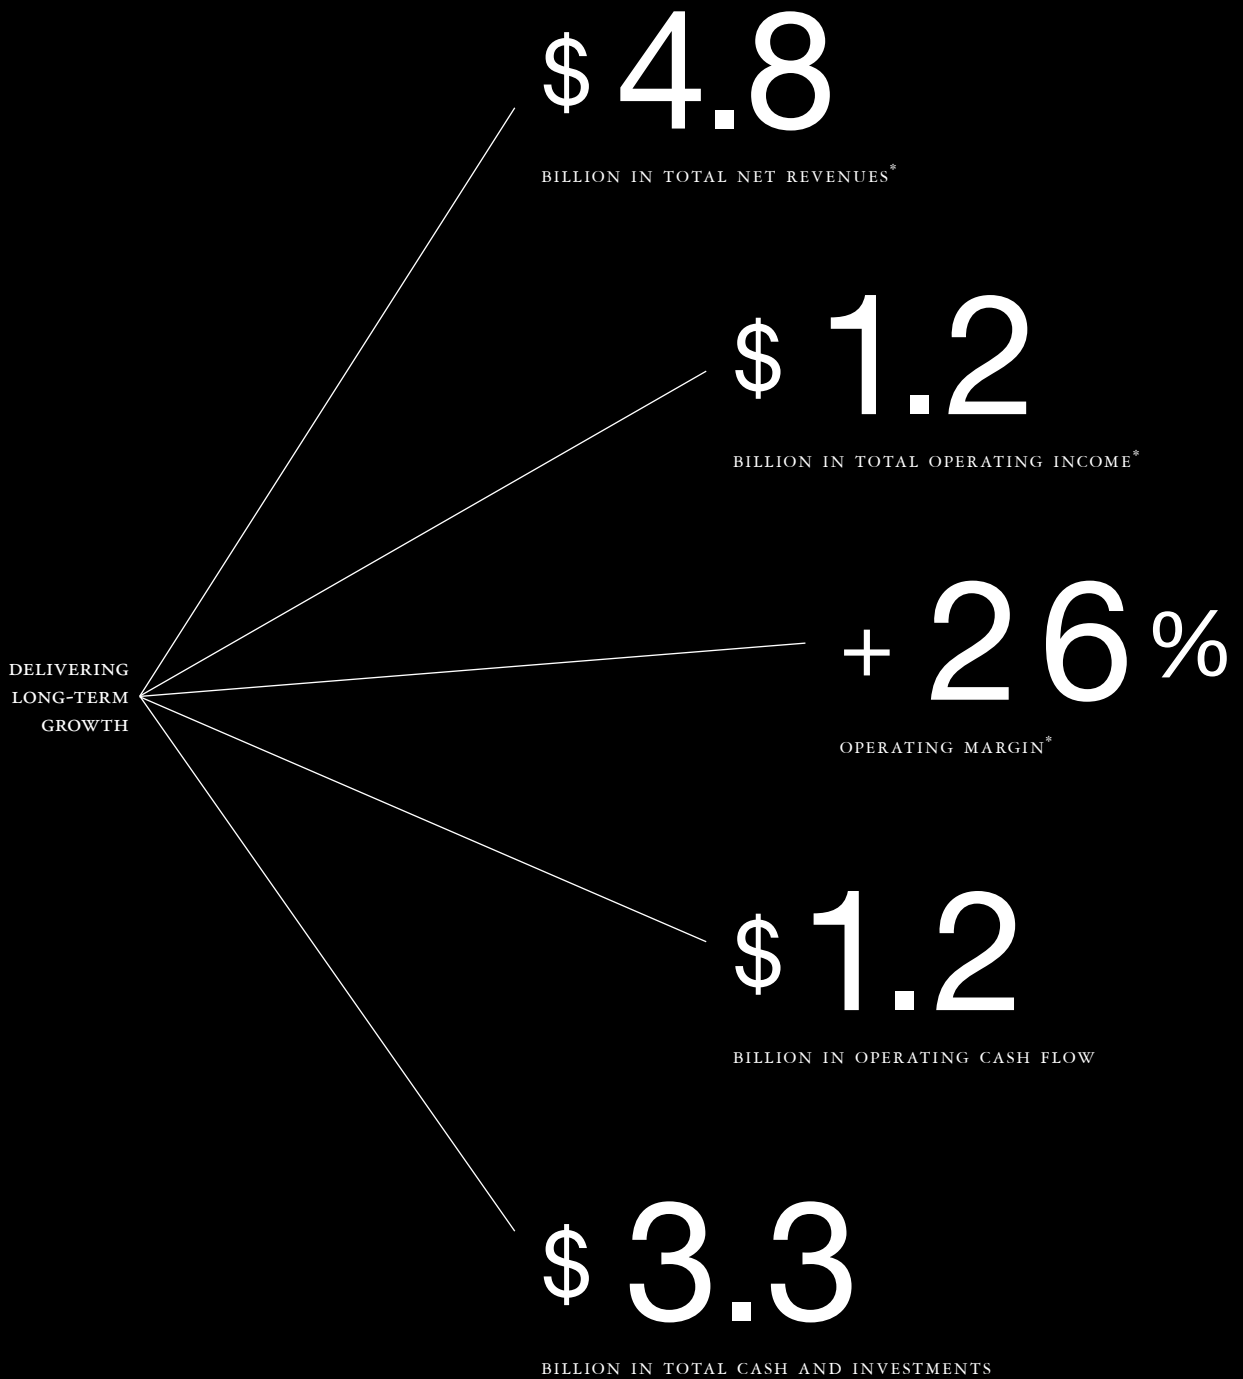 $ 4.8
BILLION IN TOTAL NET REVENUES*
$ 1.2
BILLION IN TOTAL OPERATING INCOME*
+ 26 %
OPERATING MARGIN*
DELIVERING
LONG-TERM
GROWTH
$ 1.2
BILLION IN OPERATING CASH FLOW
$ 3.3
BILLION IN TOTAL CASH AND INVESTMENTS